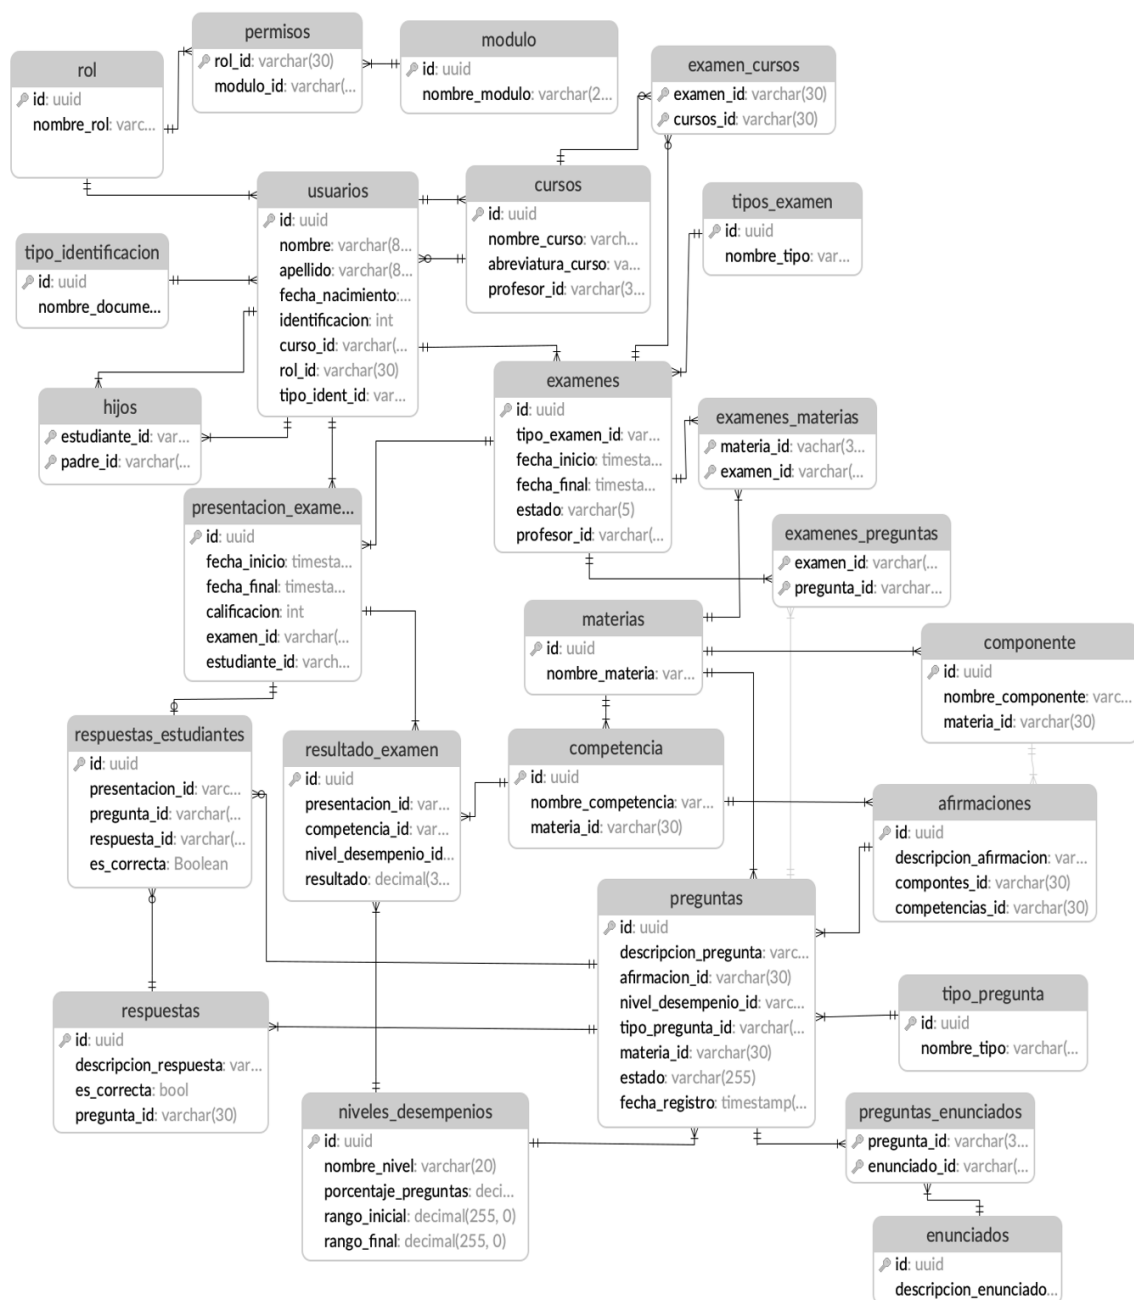 permisos
rol_id: varchar(30)
modulo_id: varchar(...
modulo
id: uuid
nombre_modulo: varchar(2...
rol
id: uuid
nombre_rol: varc...
examen_cursos
examen_id: varchar(30)
cursos_id: varchar(30)
usuarios
id: uuid
nombre: varchar(8...
apellido: varchar(8...
fecha_nacimiento:...
identificacion: int
curso_id: varchar(...
rol_id: varchar(30)
tipo_ident_id: var...
cursos
id: uuid
nombre_curso: varch...
abreviatura_curso: va...
profesor_id: varchar(3...
tipos_examen
id: uuid
nombre_tipo: var...
tipo_identificacion
id: uuid
nombre_docume...
hijos
estudiante_id: var...
padre_id: varchar(...
examenes
id: uuid
tipo_examen_id: var...
fecha_inicio: timesta...
fecha_final: timesta...
estado: varchar(5)
profesor_id: varchar(...
examenes_materias
materia_id: vachar(3...
examen_id: varchar(...
presentacion_exame...
id: uuid
fecha_inicio: timesta...
fecha_final: timesta...
calificacion: int
examen_id: varchar(...
estudiante_id: varch...
examenes_preguntas
examen_id: varchar(...
pregunta_id: varchar...
materias
id: uuid
nombre_materia: var...
componente
id: uuid
nombre_componente: varc...
materia_id: varchar(30)
respuestas_estudiantes
id: uuid
presentacion_id: varc...
pregunta_id: varchar(...
respuesta_id: varchar(...
es_correcta: Boolean
resultado_examen
id: uuid
presentacion_id: var...
competencia_id: var...
nivel_desempenio_id...
resultado: decimal(3...
competencia
id: uuid
nombre_competencia: var...
materia_id: varchar(30)
afirmaciones
id: uuid
descripcion_afirmacion: var...
compontes_id: varchar(30)
competencias_id: varchar(30)
preguntas
id: uuid
descripcion_pregunta: varc...
afirmacion_id: varchar(30)
nivel_desempenio_id: varc...
tipo_pregunta_id: varchar(...
materia_id: varchar(30)
estado: varchar(255)
fecha_registro: timestamp(...
respuestas
id: uuid
descripcion_respuesta: var...
es_correcta: bool
pregunta_id: varchar(30)
tipo_pregunta
id: uuid
nombre_tipo: varchar(...
niveles_desempenios
id: uuid
nombre_nivel: varchar(20)
porcentaje_preguntas: deci...
rango_inicial: decimal(255, 0)
rango_final: decimal(255, 0)
preguntas_enunciados
pregunta_id: varchar(3...
enunciado_id: varchar(...
enunciados
id: uuid
descripcion_enunciado...